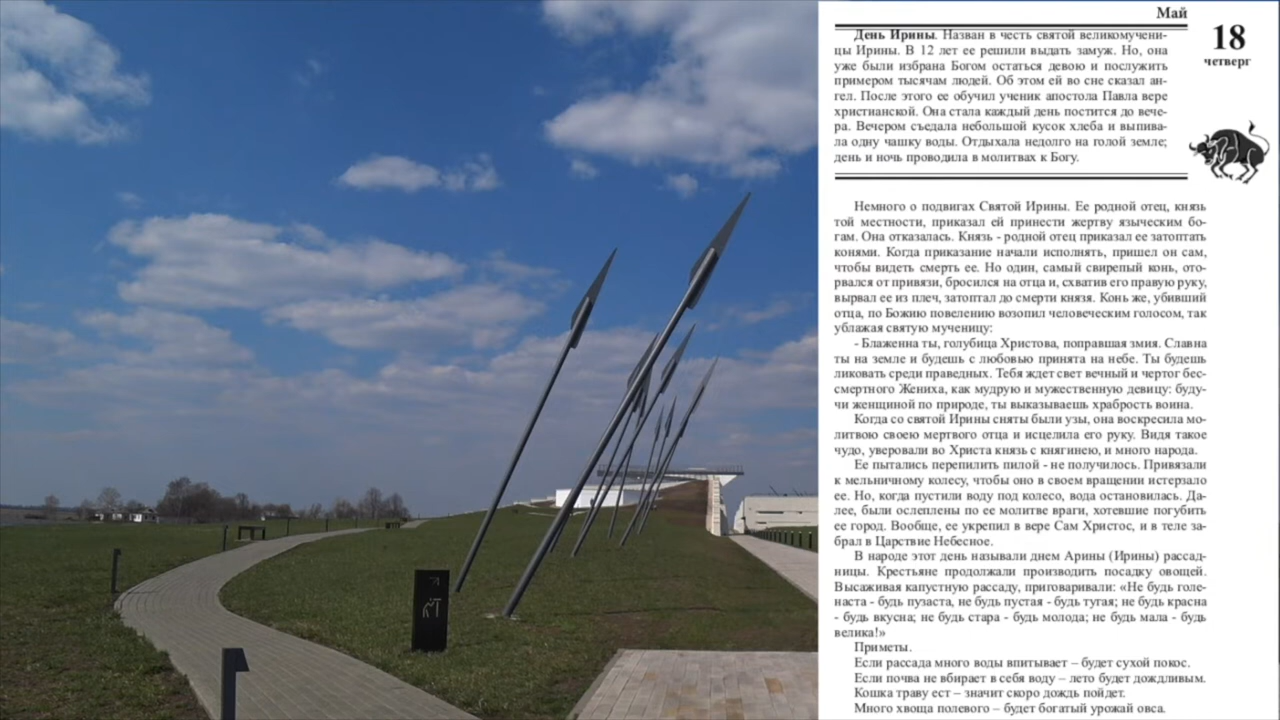 Май
18
четверг
День Ирины. Назван в честь святой великомучени-
цы Ирины. В 12 лет ее решили выдать замуж. Но, она
уже были избрана Богом остаться девою и послужить
примером тысячам людей. Об этом ей во сне сказал ан-
гел. После этого ее обучил ученик апостола Павла вере
христианской. Она стала каждый день постится до вече-
ра. Вечером съедала небольшой кусок хлеба и выпива-
ла одну чашку воды. Отдыхала недолго на голой земле;
день и ночь проводила в молитвах к Богу.
Немного о подвигах Святой Ирины. Ее родной отец, князь
той местности, приказал ей принести жертву языческим бо-
гам. Она отказалась. Князь - родной отец приказал ее затоптать
конями. Когда приказание начали исполнять, пришел он сам,
чтобы видеть смерть ее. Но один, самый свирепый конь, ото-
рвался от привязи, бросился на отца и, схватив его правую руку,
вырвал ее из плеч, затоптал до смерти князя. Конь же, убивший
отца, по Божию повелению возопил человеческим голосом, так
ублажая святую мученицу:
- Блаженна ты, голубица Христова, поправшая змия. Славна
ты на земле и будешь с любовью принята на небе. Ты будешь
ликовать среди праведных. Тебя ждет свет вечный и чертог бес-
смертного Жениха, как мудрую и мужественную девицу: буду-
чи женщиной по природе, ты выказываешь храбрость воина.
Когда со святой Ирины сняты были узы, она воскресила мо-
литвою своею мертвого отца и исцелила его руку. Видя такое
чудо, уверовали во Христа князь с княгинею, и много народа.
Ее пытались перепилить пилой - не получилось. Привязали
к мельничному колесу, чтобы оно в своем вращении истерзало
ее. Но, когда пустили воду под колесо, вода остановилась. Да-
лее, были ослеплены по ее молитве враги, хотевшие погубить
ее город. Вообще, ее укрепил в вере Сам Христос, и в теле за-
брал в Царствие Небесное.
В народе этот день называли днем Арины (Ирины) рассад-
ницы. Крестьяне продолжали производить посадку овощей.
Высаживая капустную рассаду, приговаривали: «Не будь голе-
наста - будь пузаста, не будь пустая - будь тугая; не будь красна
- будь вкусна; не будь стара - будь молода; не будь мала - будь
велика!»
Приметы.
Если рассада много воды впитывает – будет сухой покос.
Если почва не вбирает в себя воду – лето будет дождливым.
Кошка траву ест – значит скоро дождь пойдет.
Много хвоща полевого – будет богатый урожай овса.